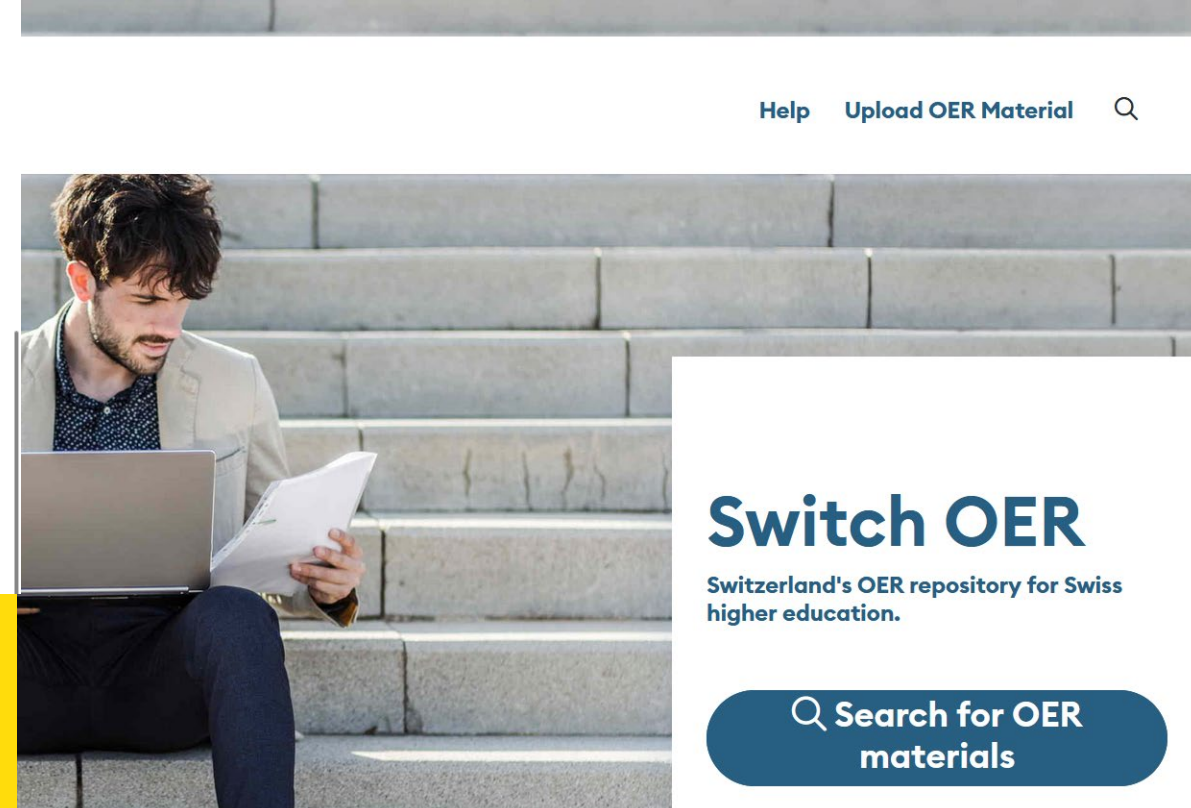 Help Upload OER Material
Switch OER
Switzerland's OER repository for Swiss
higher education.
Search for OER
materials